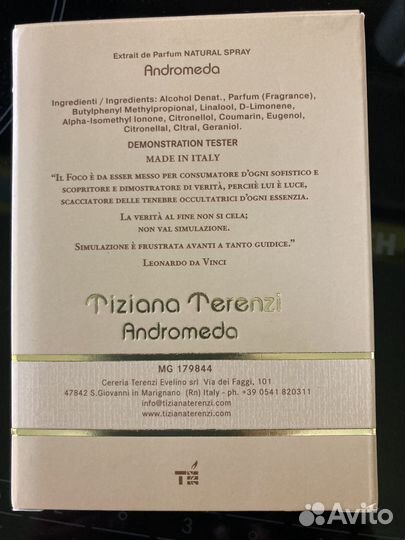 Extrait de Parfum NATURAL SPRAY
Andromeda
Ingredienti / Ingredients: Alcohol Denat., Parfum (Fragrance),
Butylphenyl Methylpropional, Linalool, D-Limonene,
Alpha-Isomethyl Ionone, Citronellol, Coumarin, Eugenol,
Citronellal, CItral, Geraniol.
DEMONSTRATION TESTER
MADE IN ITALY
“Il Foco è da esser messo per consumatore d'ogni sofistico e
scopritore e dimostratore di verità, perchè lui è luce,
scacciatore delle tenebre occultatrici d'ogni essenzia.
La verità al fine non si cela;
non val simulazione.
Simulazione è frustrata avanti a tanto guidice.”
Leonardo da Vinci
Tiziana Terenzi
Andromeda
MG 179844
Cereria Terenzi Evelino srl Via dei Faggi, 101
47842 S.Giovanni in Marignano (Rn) Italy - ph. +39 0541 820311
info@tizianaterenzi.com
www.tizianaterenzi.com
Avito